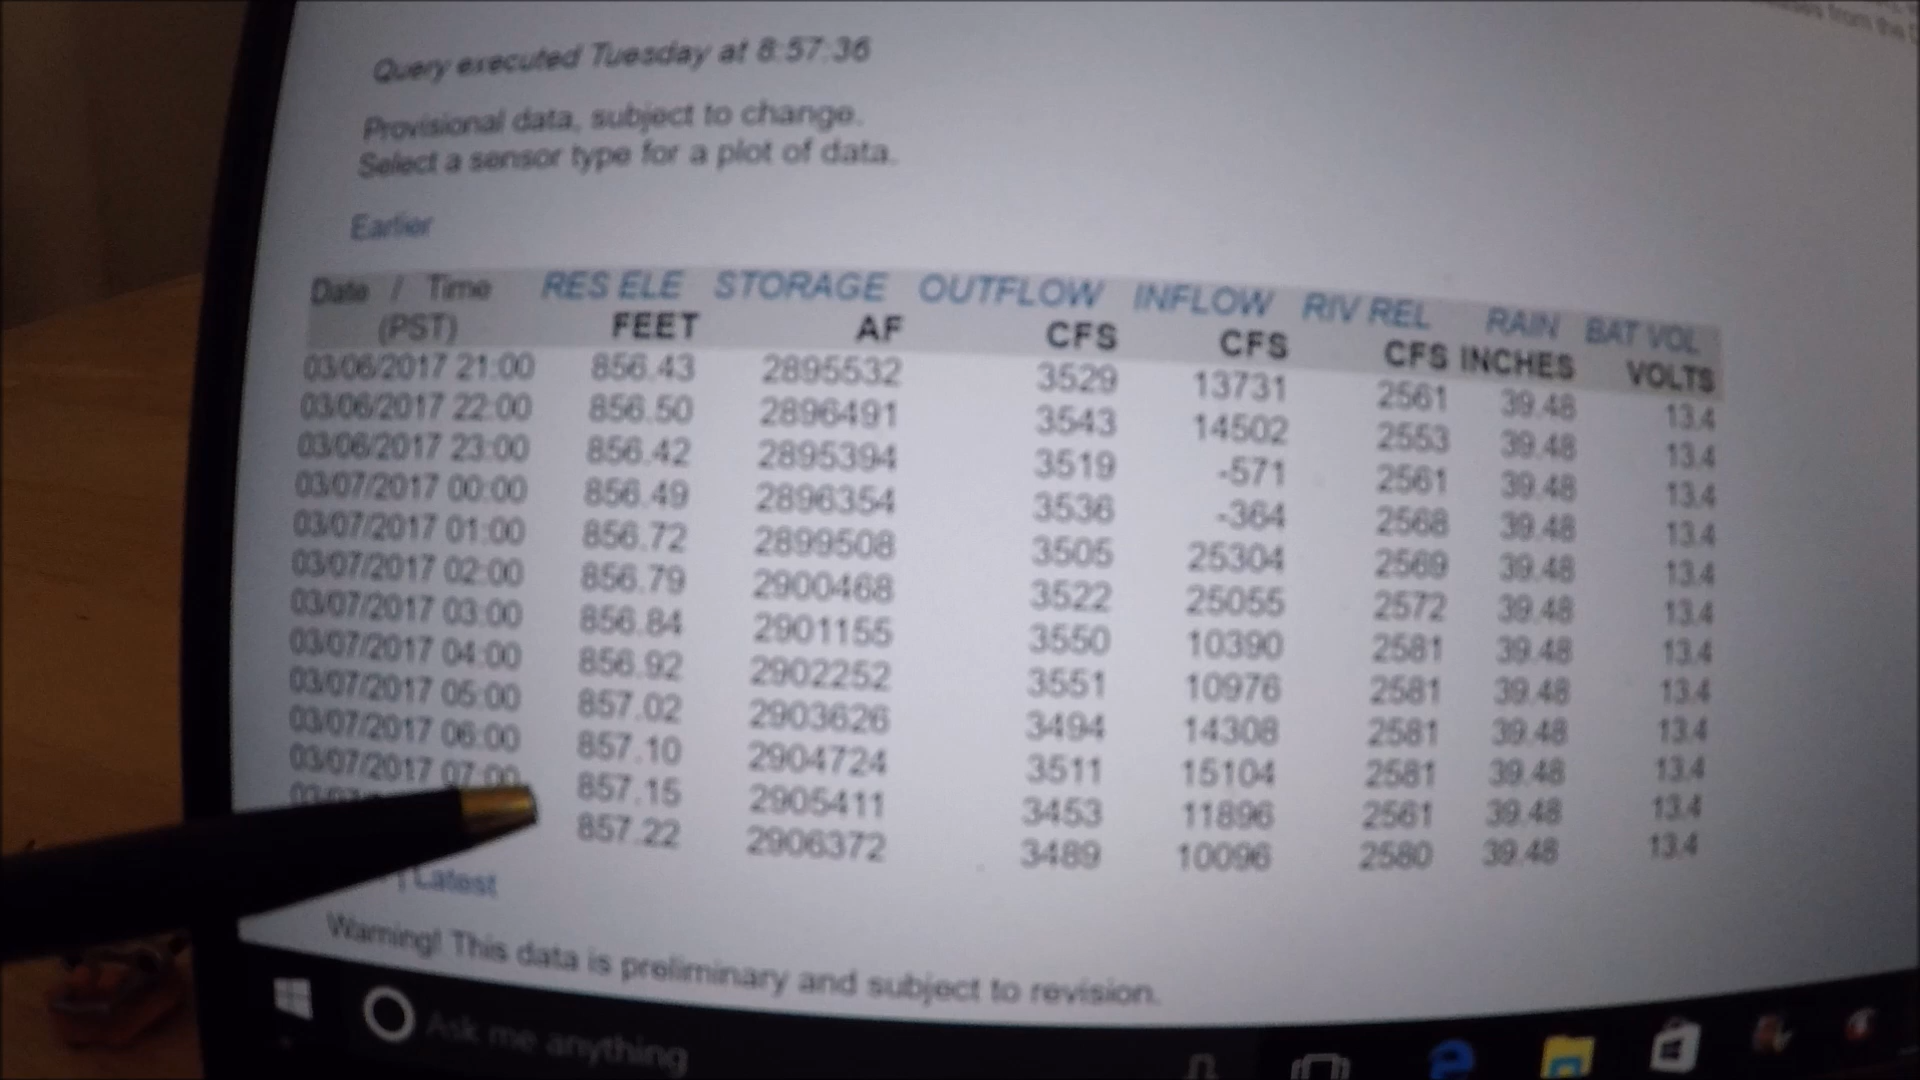 Query executed Tuesday at 8:57:36
Provisional data, subject to change.
Select a sensor type for a plot of data.
Earlier
Date / Time RES ELE STORAGE OUTFLOW INFLOW RIV REL RAIN BAT VOL
(PST) FEET AF CFS CFS CFS INCHES VOLTS
03/06/2017 21:00 856.43 2895532 3529 13731 2561 39.48 13.4
03/06/2017 22:00 856.50 2896491 3543 14502 2553 39.48 13.4
03/06/2017 23:00 856.42 2895394 3519 -571 2561 39.48 13.4
03/07/2017 00:00 856.49 2896354 3536 -364 2568 39.48 13.4
03/07/2017 01:00 856.72 2899508 3505 25304 2569 39.48 13.4
03/07/2017 02:00 856.79 2900468 3522 25055 2572 39.48 13.4
03/07/2017 03:00 856.84 2901155 3550 10390 2581 39.48 13.4
03/07/2017 04:00 856.92 2902252 3551 10976 2581 39.48 13.4
03/07/2017 05:00 857.02 2903626 3494 14308 2581 39.48 13.4
03/07/2017 06:00 857.10 2904724 3511 15104 2581 39.48 13.4
03/07/2017 07:00 857.15 2905411 3453 11896 2561 39.48 13.4
857.22 2906372 3489 10096 2580 39.48 13.4
| Latest
Warning! This data is preliminary and subject to revision.
Ask me anything